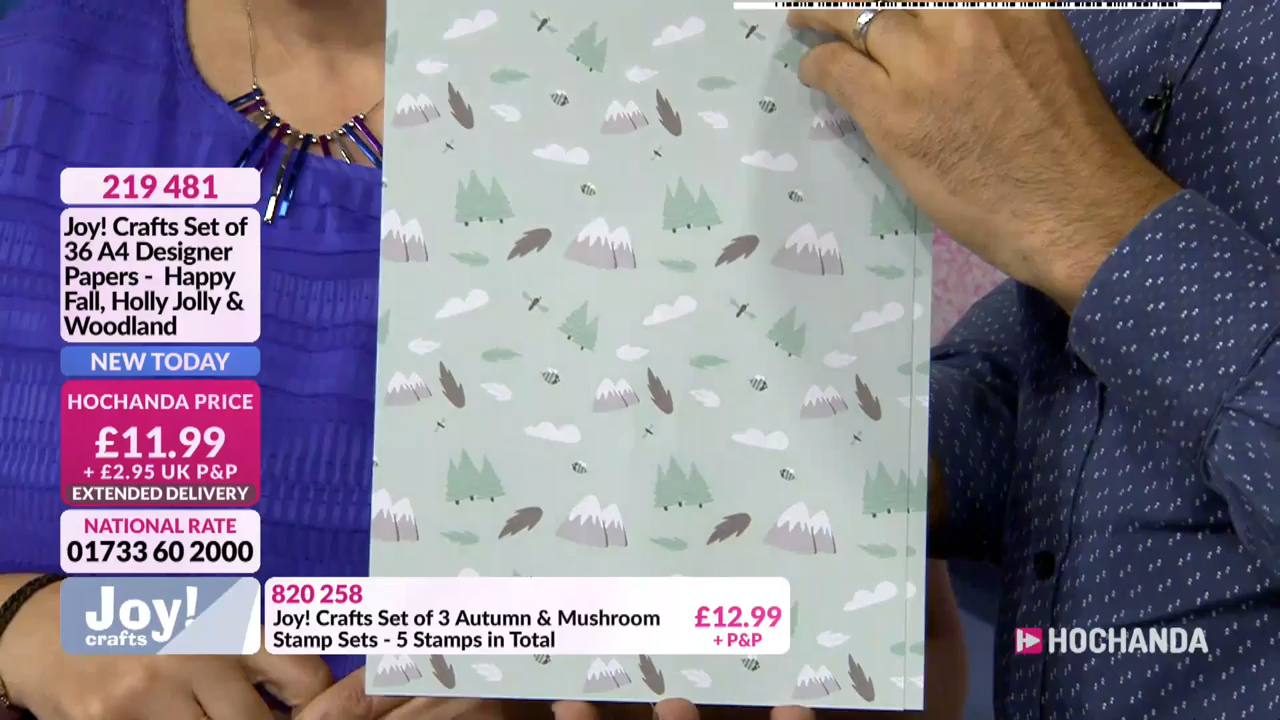 219 481
Joy! Crafts Set of
36 A4 Designer
Papers - Happy
Fall, Holly Jolly &
Woodland
NEW TODAY
HOCHANDA PRICE
£11.99
+ £2.95 UK P&P
EXTENDED DELIVERY
NATIONAL RATE
01733 60 2000
Joy!
crafts
820 258
Joy! Crafts Set of 3 Autumn & Mushroom
Stamp Sets - 5 Stamps in Total
£12.99
+ P&P
HOCHANDA